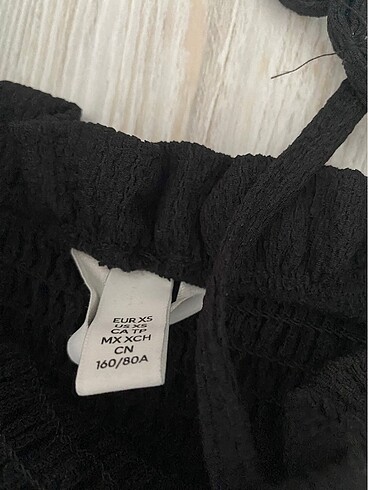 EUR XS
US XS
CA TP
MX XCH
CN
160/80A